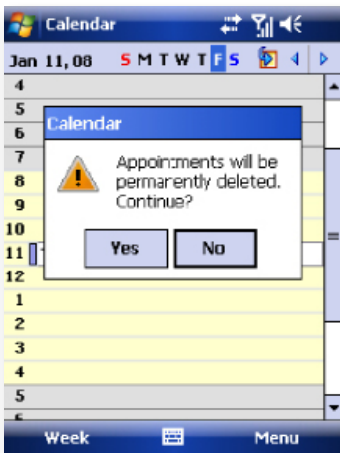 Calendar
Jan 11, 08 S M T W T F S
4
5
Calendar
6
7
Appointments will be
permanently deleted.
Continue?
8
9
10
Yes No
11
12
1
2
3
4
5
Week Menu